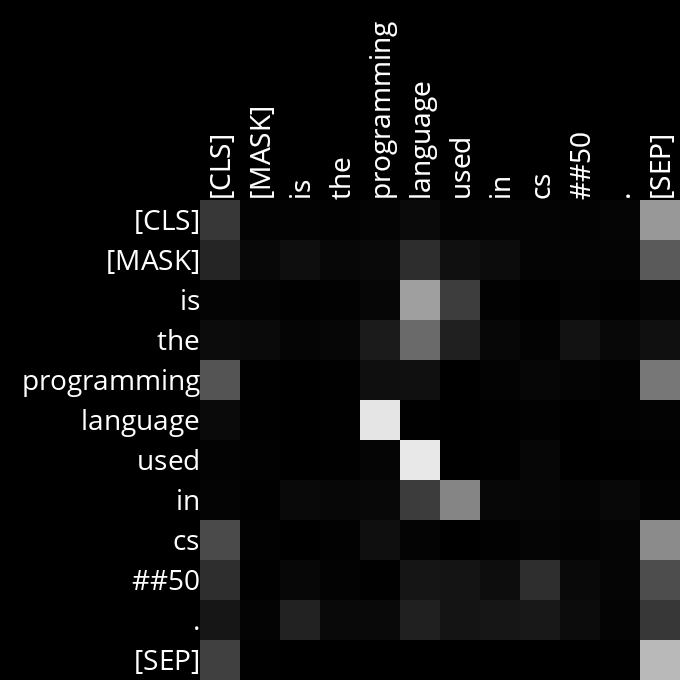 [CLS] [MASK] is the programming language used in cs ##50 . [SEP]
[CLS]
[MASK]
is
the
programming
language
used
in
cs
##50
.
[SEP]